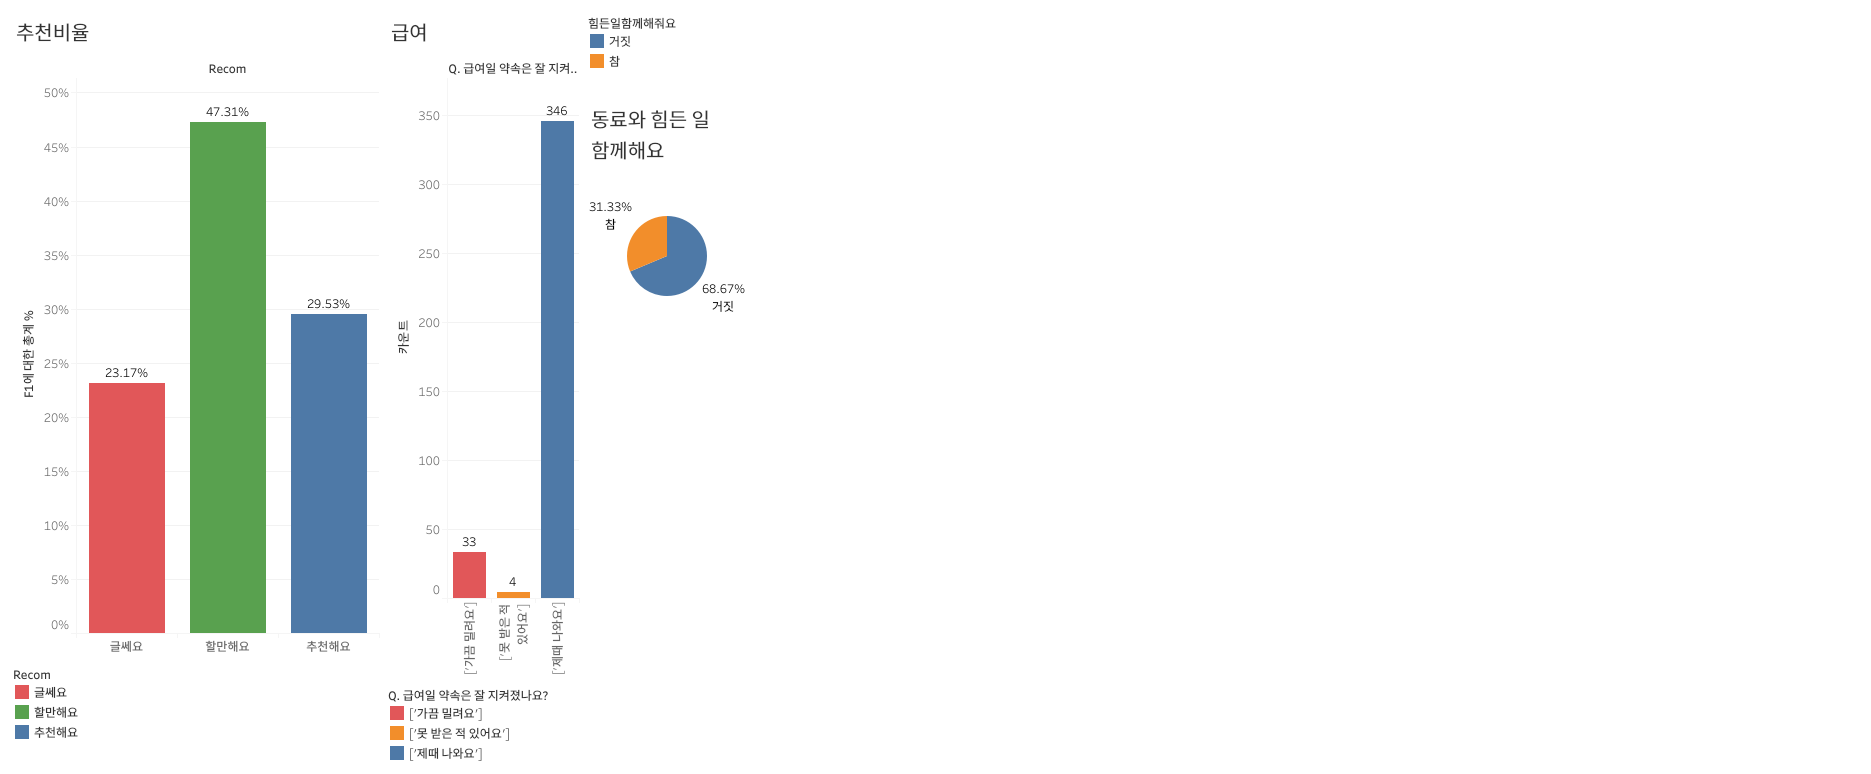 추천비율
Recom
50%
45%
40%
35%
30%
25%
20%
15%
10%
5%
0%
F1에 대한 총계 %
23.17%
47.31%
29.53%
글쎄요
할만해요
추천해요
Recom
글쎄요
할만해요
추천해요
급여
Q. 급여일 약속은 잘 지켜..
350
300
250
200
150
100
50
0
카운트
33
4
346
['가끔 밀려요']
['못 받은 적
있어요']
['제때 나와요']
Q. 급여일 약속은 잘 지켜졌나요?
['가끔 밀려요']
['못 받은 적 있어요']
['제때 나와요']
힘든일함께해줘요
거짓
참
동료와 힘든 일
함께해요
31.33%
참
68.67%
거짓